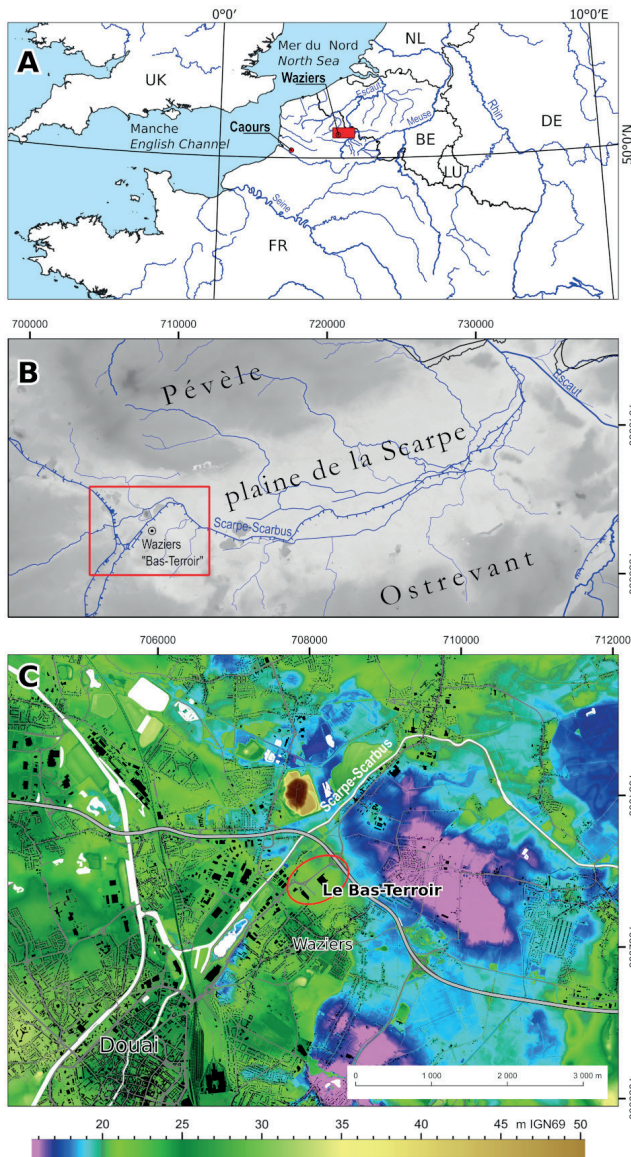 0°0'
10°0'E
A
Mer du Nord
North Sea
NL
Waziers
UK
Escaut
Rhin
Manche
English Channel
Caours
Meuse
DE
BE
50°0'N
LU
Seine
FR
700000
710000
720000
730000
B
Pévèle
Escaut
plaine de la Scarpe
Scarpe-Scarbus
Waziers
"Bas-Terroir"
Ostrevant
706000
708000
710000
712000
C
Scarpe-Scarbus
Le Bas-Terroir
Waziers
Douai
0
1 000
2 000
3 000 m
20
25
30
35
40
45
m IGN69
50